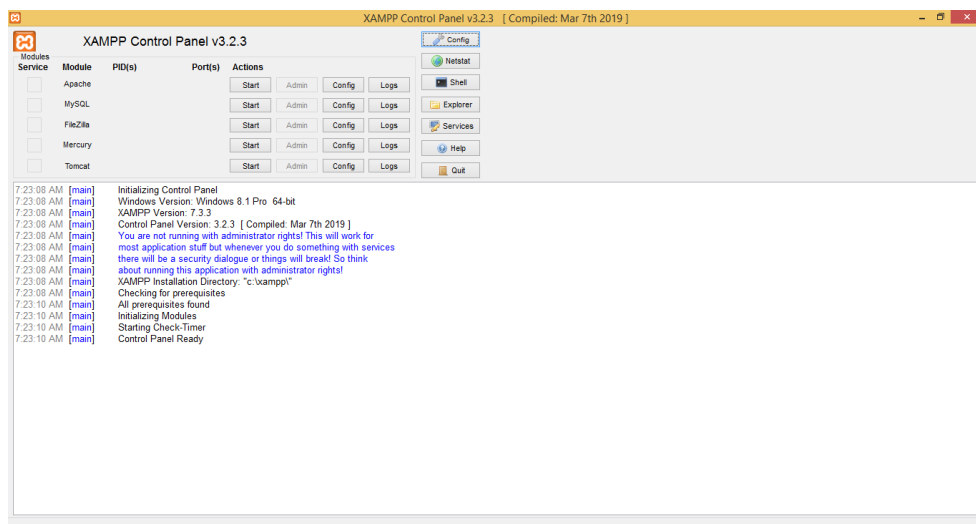 XAMPP Control Panel v3.2.3 [ Compiled: Mar 7th 2019 ]
XAMPP Control Panel v3.2.3
Config
Modules
Service Module PID(s) Port(s) Actions
Netstat
Apache Start Admin Config Logs
Shell
MySQL Start Admin Config Logs
Explorer
FileZilla Start Admin Config Logs
Services
Mercury Start Admin Config Logs
Help
Tomcat Start Admin Config Logs
Quit
7:23:08 AM [main] Initializing Control Panel
7:23:08 AM [main] Windows Version: Windows 8.1 Pro 64-bit
7:23:08 AM [main] XAMPP Version: 7.3.3
7:23:08 AM [main] Control Panel Version: 3.2.3 [ Compiled: Mar 7th 2019 ]
7:23:08 AM [main] You are not running with administrator rights! This will work for
7:23:08 AM [main] most application stuff but whenever you do something with services
7:23:08 AM [main] there will be a security dialogue or things will break! So think
7:23:08 AM [main] about running this application with administrator rights!
7:23:08 AM [main] XAMPP Installation Directory: "c:\xampp\"
7:23:08 AM [main] Checking for prerequisites
7:23:10 AM [main] All prerequisites found
7:23:10 AM [main] Initializing Modules
7:23:10 AM [main] Starting Check-Timer
7:23:10 AM [main] Control Panel Ready